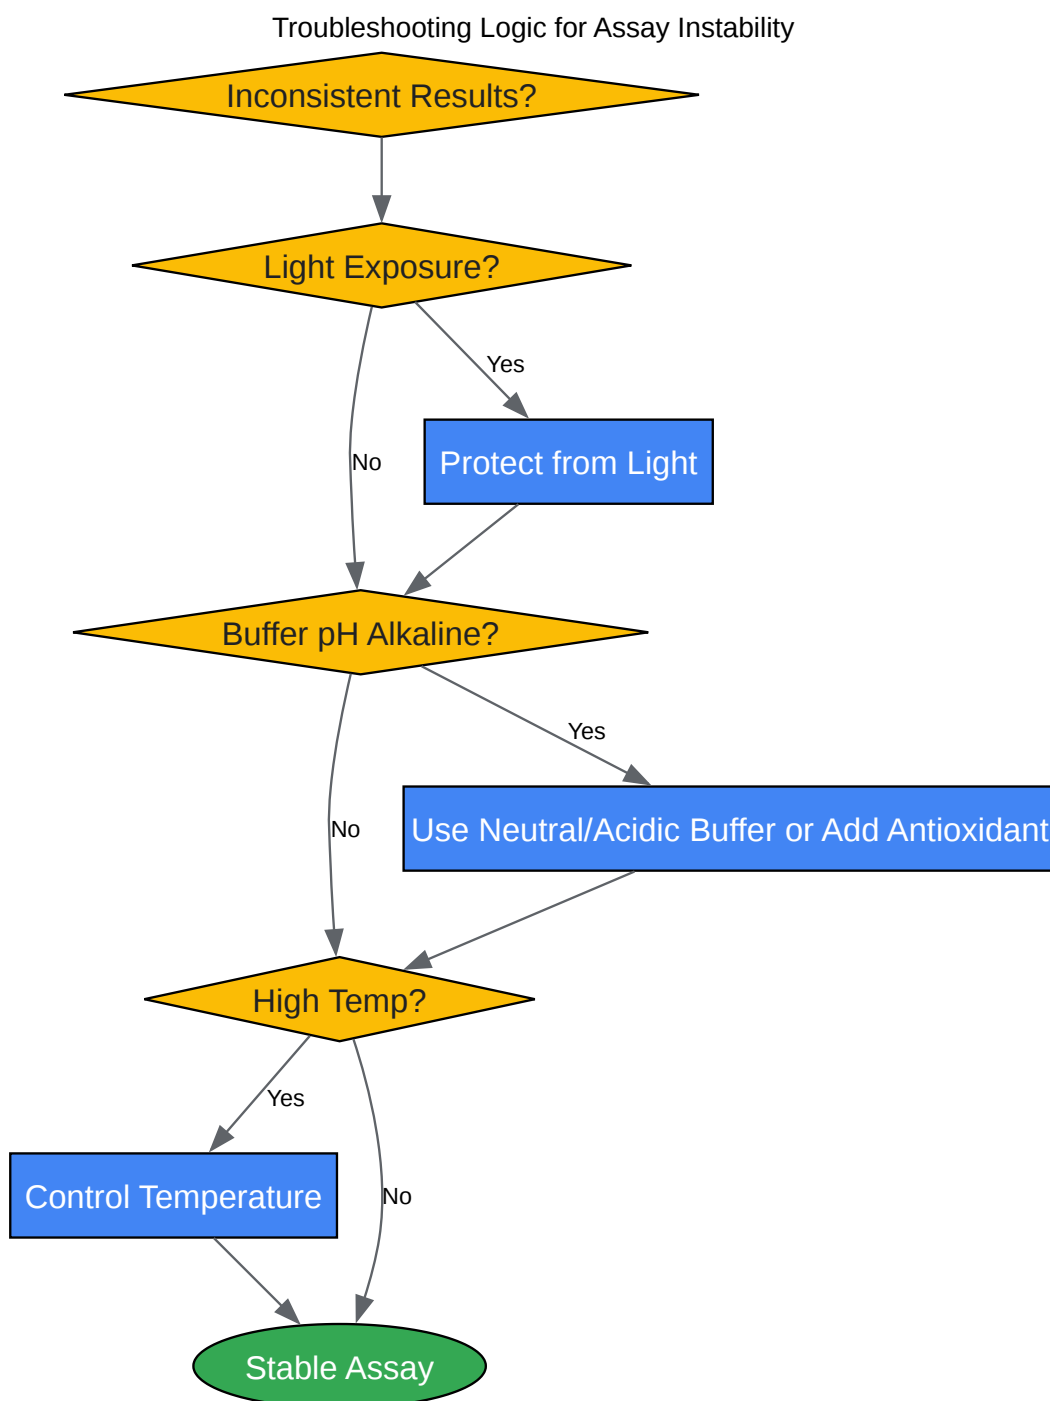 Troubleshooting Logic for Assay Instability
Inconsistent Results?
Light Exposure?
Yes
No
Protect from Light
Buffer pH Alkaline?
Yes
No
Use Neutral/Acidic Buffer or Add Antioxidant
High Temp?
Yes
No
Control Temperature
Stable Assay